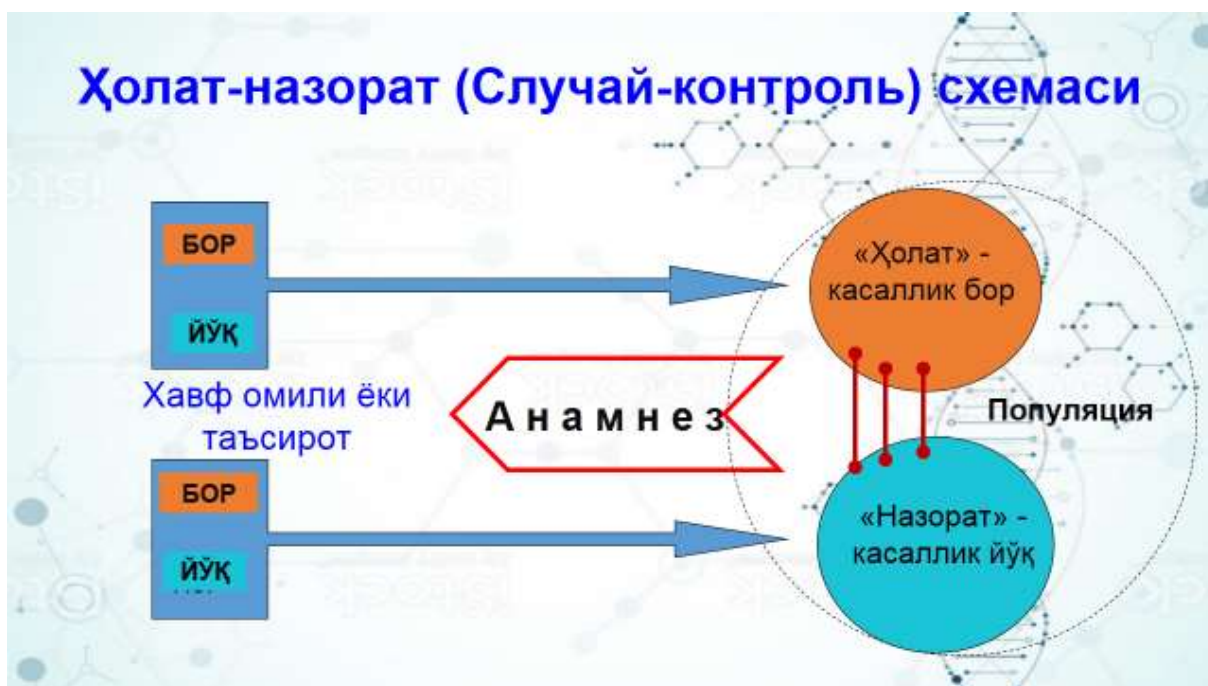 Ҳолат-назорат (Случай-контроль) схемаси
БОР
ЙЎҚ
Хавф омили ёки
таъсирот
БОР
ЙЎҚ
Анамнез
«Ҳолат» -
касаллик бор
Популяция
«Назорат» -
касаллик йўқ